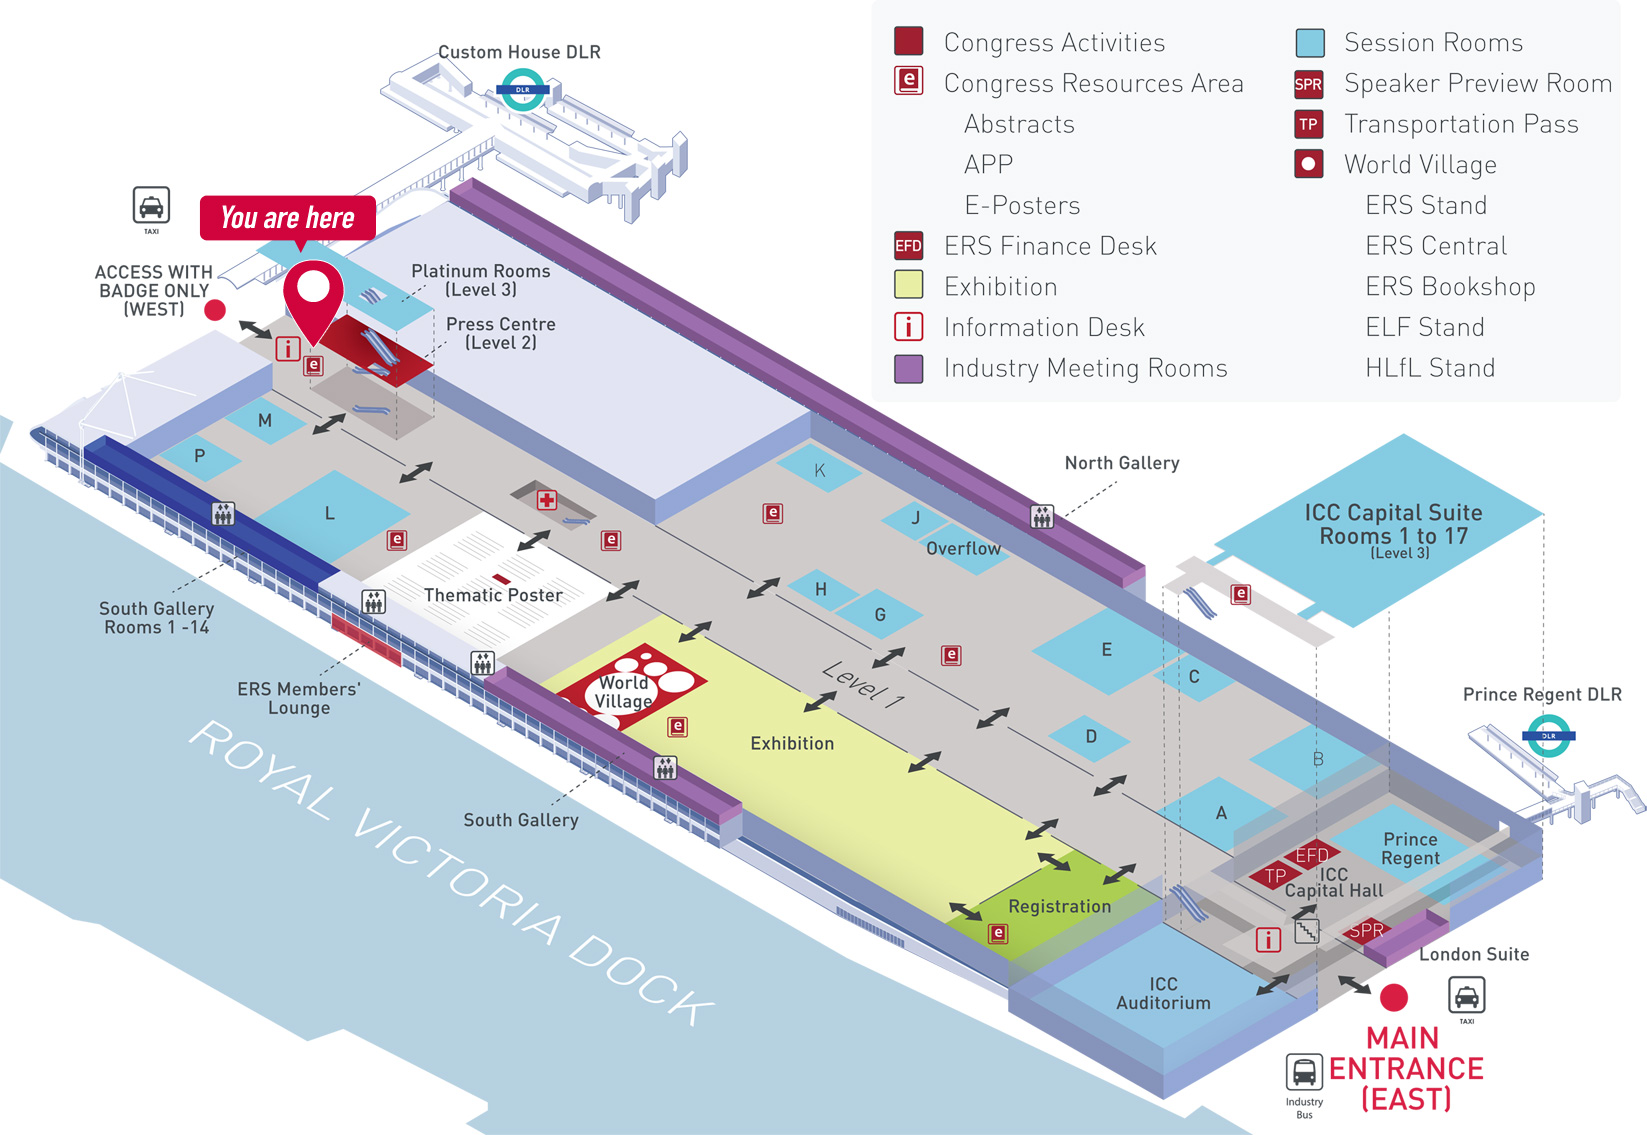 Custom House DLR
DLR
TAXI
You are here
ACCESS WITH
BADGE ONLY
(WEST)
Platinum Rooms
(Level 3)
Press Centre
(Level 2)
i
e
M
P
L
e
e
e
K
J
Overflow
H
G
e
E
C
D
B
A
Thematic Poster
World
Village
e
Exhibition
Level 1
South Gallery
Rooms 1 -14
ERS Members'
Lounge
South Gallery
ROYAL VICTORIA DOCK
North Gallery
ICC Capital Suite
Rooms 1 to 17
(Level 3)
e
Prince Regent DLR
DLR
Prince
Regent
EFD
TP
ICC
Capital Hall
SPR
i
Registration
e
ICC
Auditorium
London Suite
TAXI
MAIN
ENTRANCE
(EAST)
Industry
Bus
Congress Activities
e Congress Resources Area
Abstracts
APP
E-Posters
EFD ERS Finance Desk
Exhibition
i Information Desk
Industry Meeting Rooms
Session Rooms
SPR Speaker Preview Room
TP Transportation Pass
World Village
ERS Stand
ERS Central
ERS Bookshop
ELF Stand
HLfL Stand